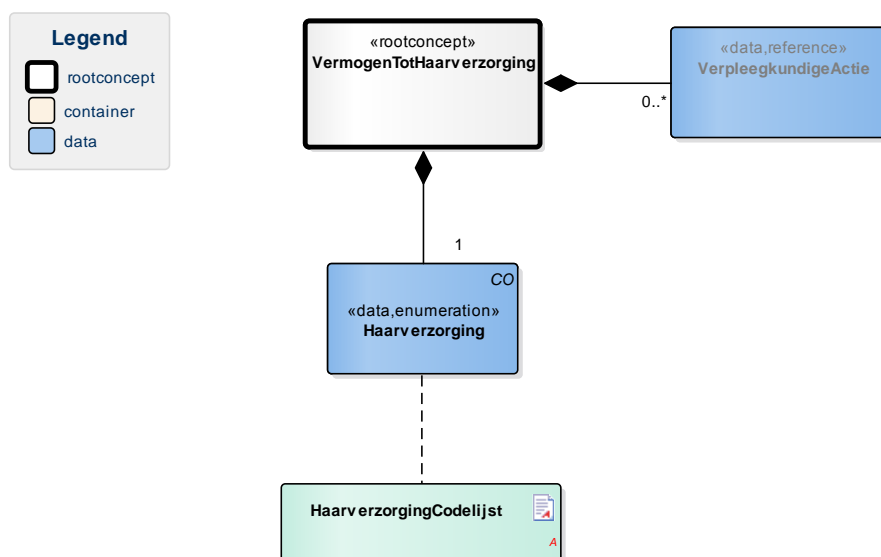 Legend
rootconcept
container
data
«rootconcept»
VermogenTotHaarverzorging
«data,reference»
VerpleegkundigeActie
0..*
1
CO
«data,enumeration»
Haarverzorging
HaarverzorgingCodelijst
A